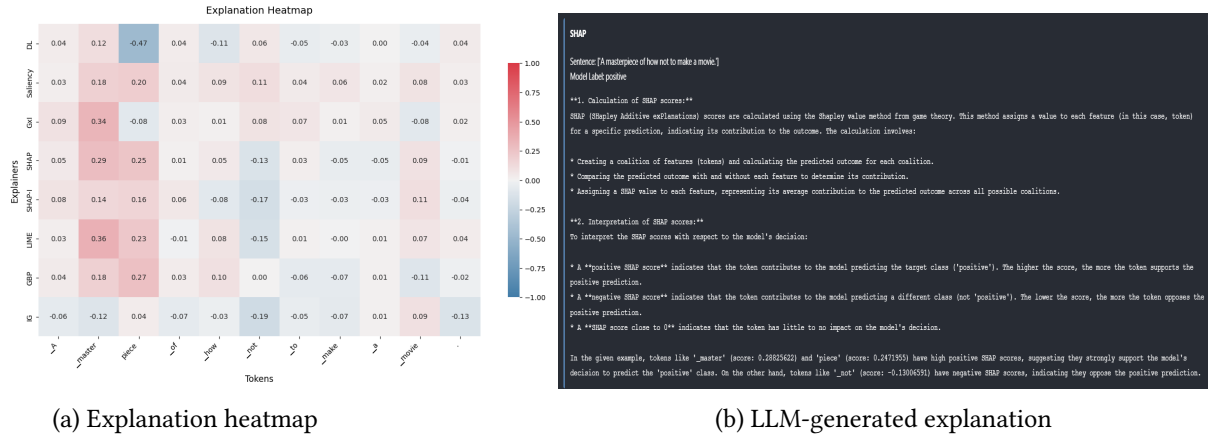 Explanation Heatmap
DL 0.04 0.12 -0.47 0.04 -0.11 0.06 -0.05 -0.03 0.00 -0.04 0.04
Saliency 0.03 0.18 0.20 0.04 0.09 0.11 0.04 0.06 0.02 0.08 0.03
GxI 0.09 0.34 -0.08 0.03 0.01 0.08 0.07 0.01 0.05 -0.08 0.02
SHAP 0.05 0.29 0.25 0.01 0.05 -0.13 0.03 -0.05 -0.05 0.09 -0.01
SHAP-I 0.08 0.14 0.16 0.06 -0.08 -0.17 -0.03 -0.03 -0.03 0.11 -0.04
LIME 0.03 0.36 0.23 -0.01 0.08 -0.15 0.01 -0.00 0.01 0.07 0.04
GBP 0.04 0.18 0.27 0.03 0.10 0.00 -0.06 -0.07 0.01 -0.11 -0.02
IG -0.06 -0.12 0.04 -0.07 -0.03 -0.19 -0.05 -0.07 0.01 0.09 -0.13
Explainers
_A _master piece _of _how _not _to _make _a _movie .
Tokens
1.00
0.75
0.50
0.25
0.00
-0.25
-0.50
-0.75
-1.00
(a) Explanation heatmap
SHAP
Sentence: ['A masterpiece of how not to make a movie.']
Model Label: positive
**1. Calculation of SHAP scores:**
SHAP (SHapley Additive exPlanations) scores are calculated using the Shapley value method from game theory. This method assigns a value to each feature (in this case, token)
for a specific prediction, indicating its contribution to the outcome. The calculation involves:
* Creating a coalition of features (tokens) and calculating the predicted outcome for each coalition.
* Comparing the predicted outcome with and without each feature to determine its contribution.
* Assigning a SHAP value to each feature, representing its average contribution to the predicted outcome across all possible coalitions.
**2. Interpretation of SHAP scores:**
To interpret the SHAP scores with respect to the model's decision:
* A **positive SHAP score** indicates that the token contributes to the model predicting the target class ('positive'). The higher the score, the more the token supports the
positive prediction.
* A **negative SHAP score** indicates that the token contributes to the model predicting a different class (not 'positive'). The lower the score, the more the token opposes the
positive prediction.
* A **SHAP score close to 0** indicates that the token has little to no impact on the model's decision.
In the given example, tokens like '_master' (score: 0.28825622) and 'piece' (score: 0.2471955) have high positive SHAP scores, suggesting they strongly support the model's
decision to predict the 'positive' class. On the other hand, tokens like '_not' (score: -0.13006591) have negative SHAP scores, indicating they oppose the positive prediction.
(b) LLM-generated explanation